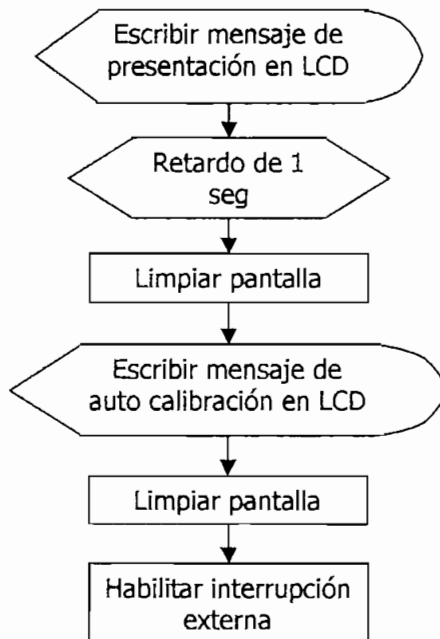 Escribir mensaje de
presentación en LCD
Retardo de 1
seg
Limpiar pantalla
Escribir mensaje de
auto calibración en LCD
Limpiar pantalla
Habilitar interrupción
externa